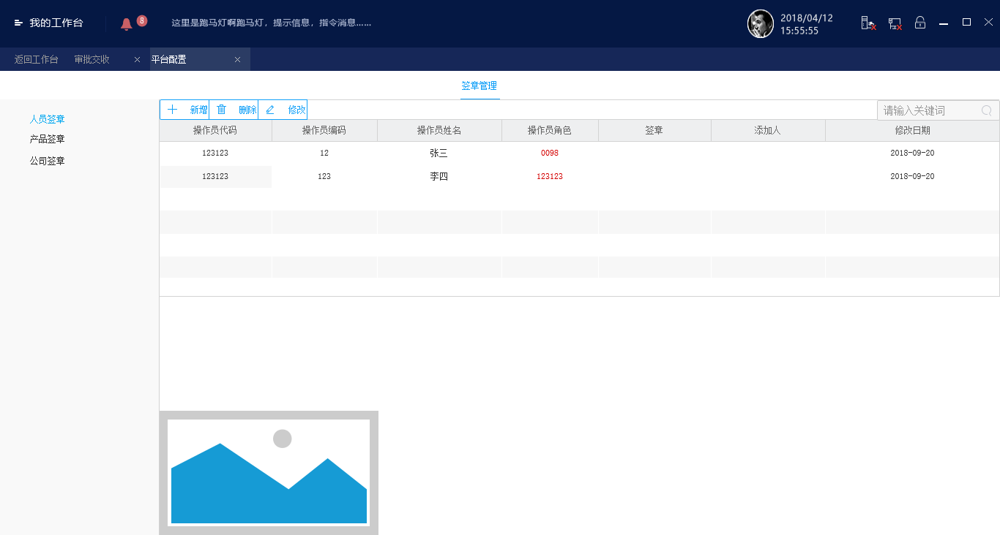 我的工作台
8
这里是跑马灯啊跑马灯，提示信息，指令消息......
2018/04/12
15:55:55
返回工作台 审批交收 平台配置
签章管理
人员签章
产品签章
公司签章
新增 删除 修改
请输入关键词
操作员代码 操作员编码 操作员姓名 操作员角色 签章 添加人 修改日期
123123 12 张三 0098 2018-09-20
123123 123 李四 123123 2018-09-20